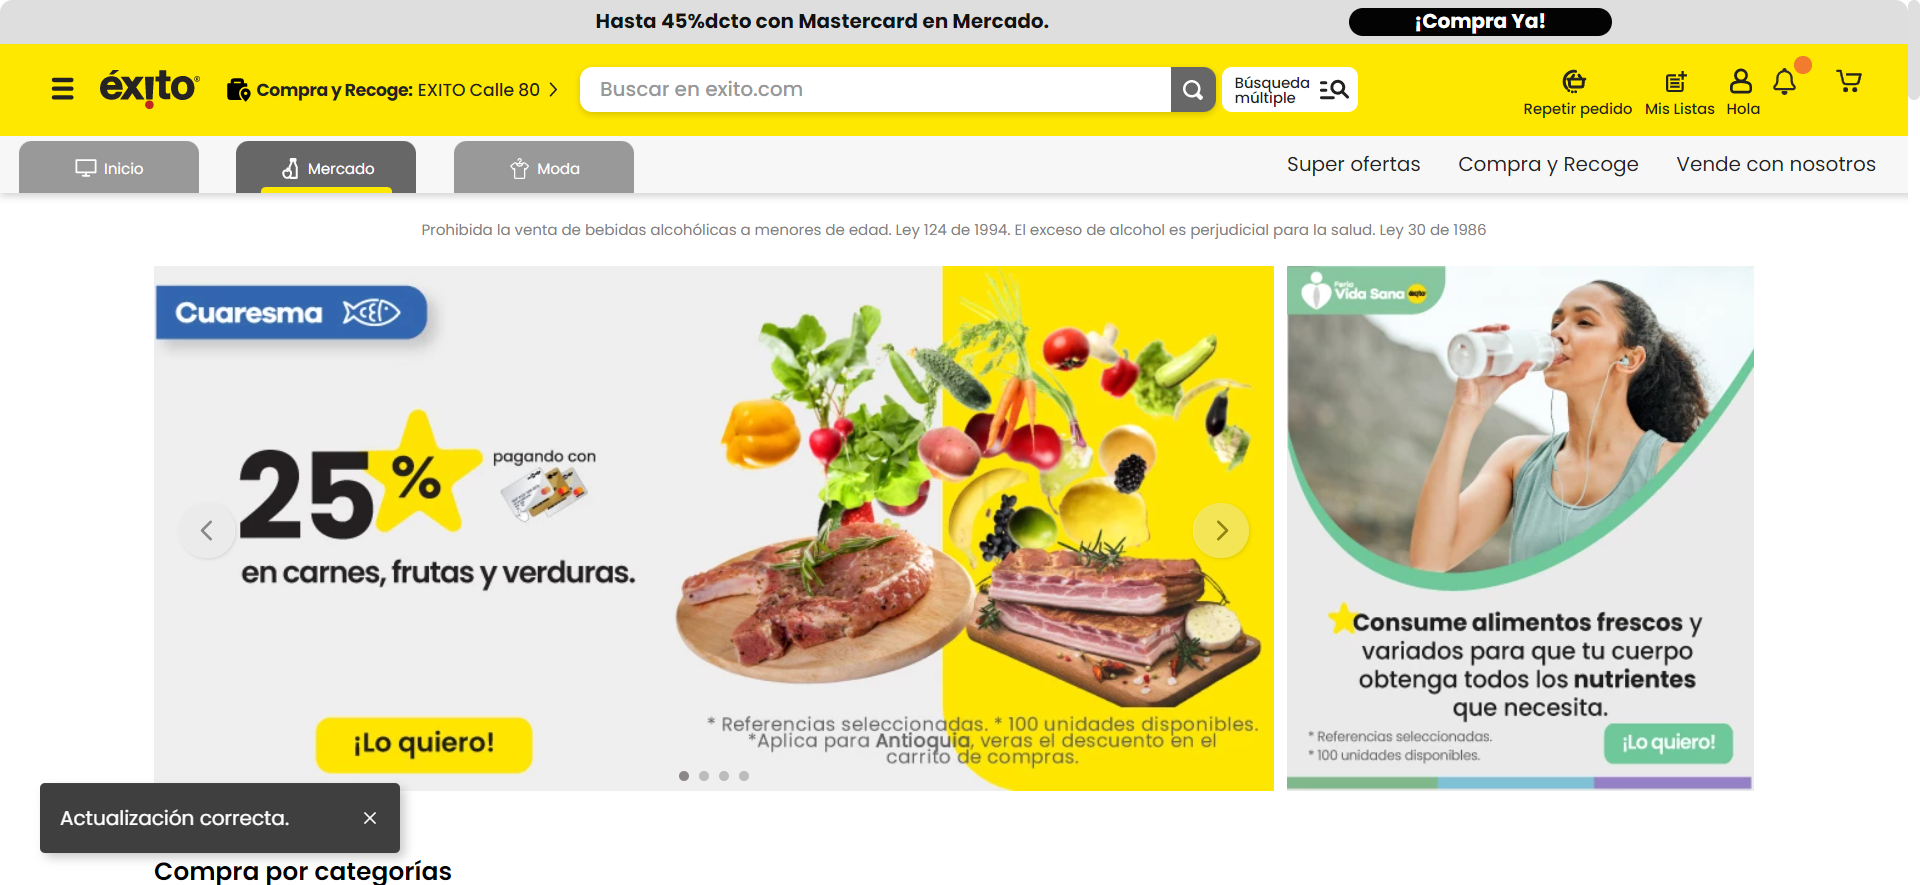 Hasta 45%dcto con Mastercard en Mercado.
¡Compra Ya!
éxito
Compra y Recoge: EXITO Calle 80
Buscar en exito.com
Búsqueda
múltiple
Repetir pedido
Mis Listas
Hola
Inicio
Mercado
Moda
Super ofertas
Compra y Recoge
Vende con nosotros
Prohibida la venta de bebidas alcohólicas a menores de edad. Ley 124 de 1994. El exceso de alcohol es perjudicial para la salud. Ley 30 de 1986
Cuaresma
25%
pagando con
en carnes, frutas y verduras.
¡Lo quiero!
* Referencias seleccionadas. * 100 unidades disponibles.
*Aplica para Antioquia, veras el descuento en el
carrito de compras.
Feria
Vida Sana éxito
Consume alimentos frescos y
variados para que tu cuerpo
obtenga todos los nutrientes
que necesita.
* Referencias seleccionadas.
* 100 unidades disponibles.
¡Lo quiero!
Actualización correcta.
Compra por categorías